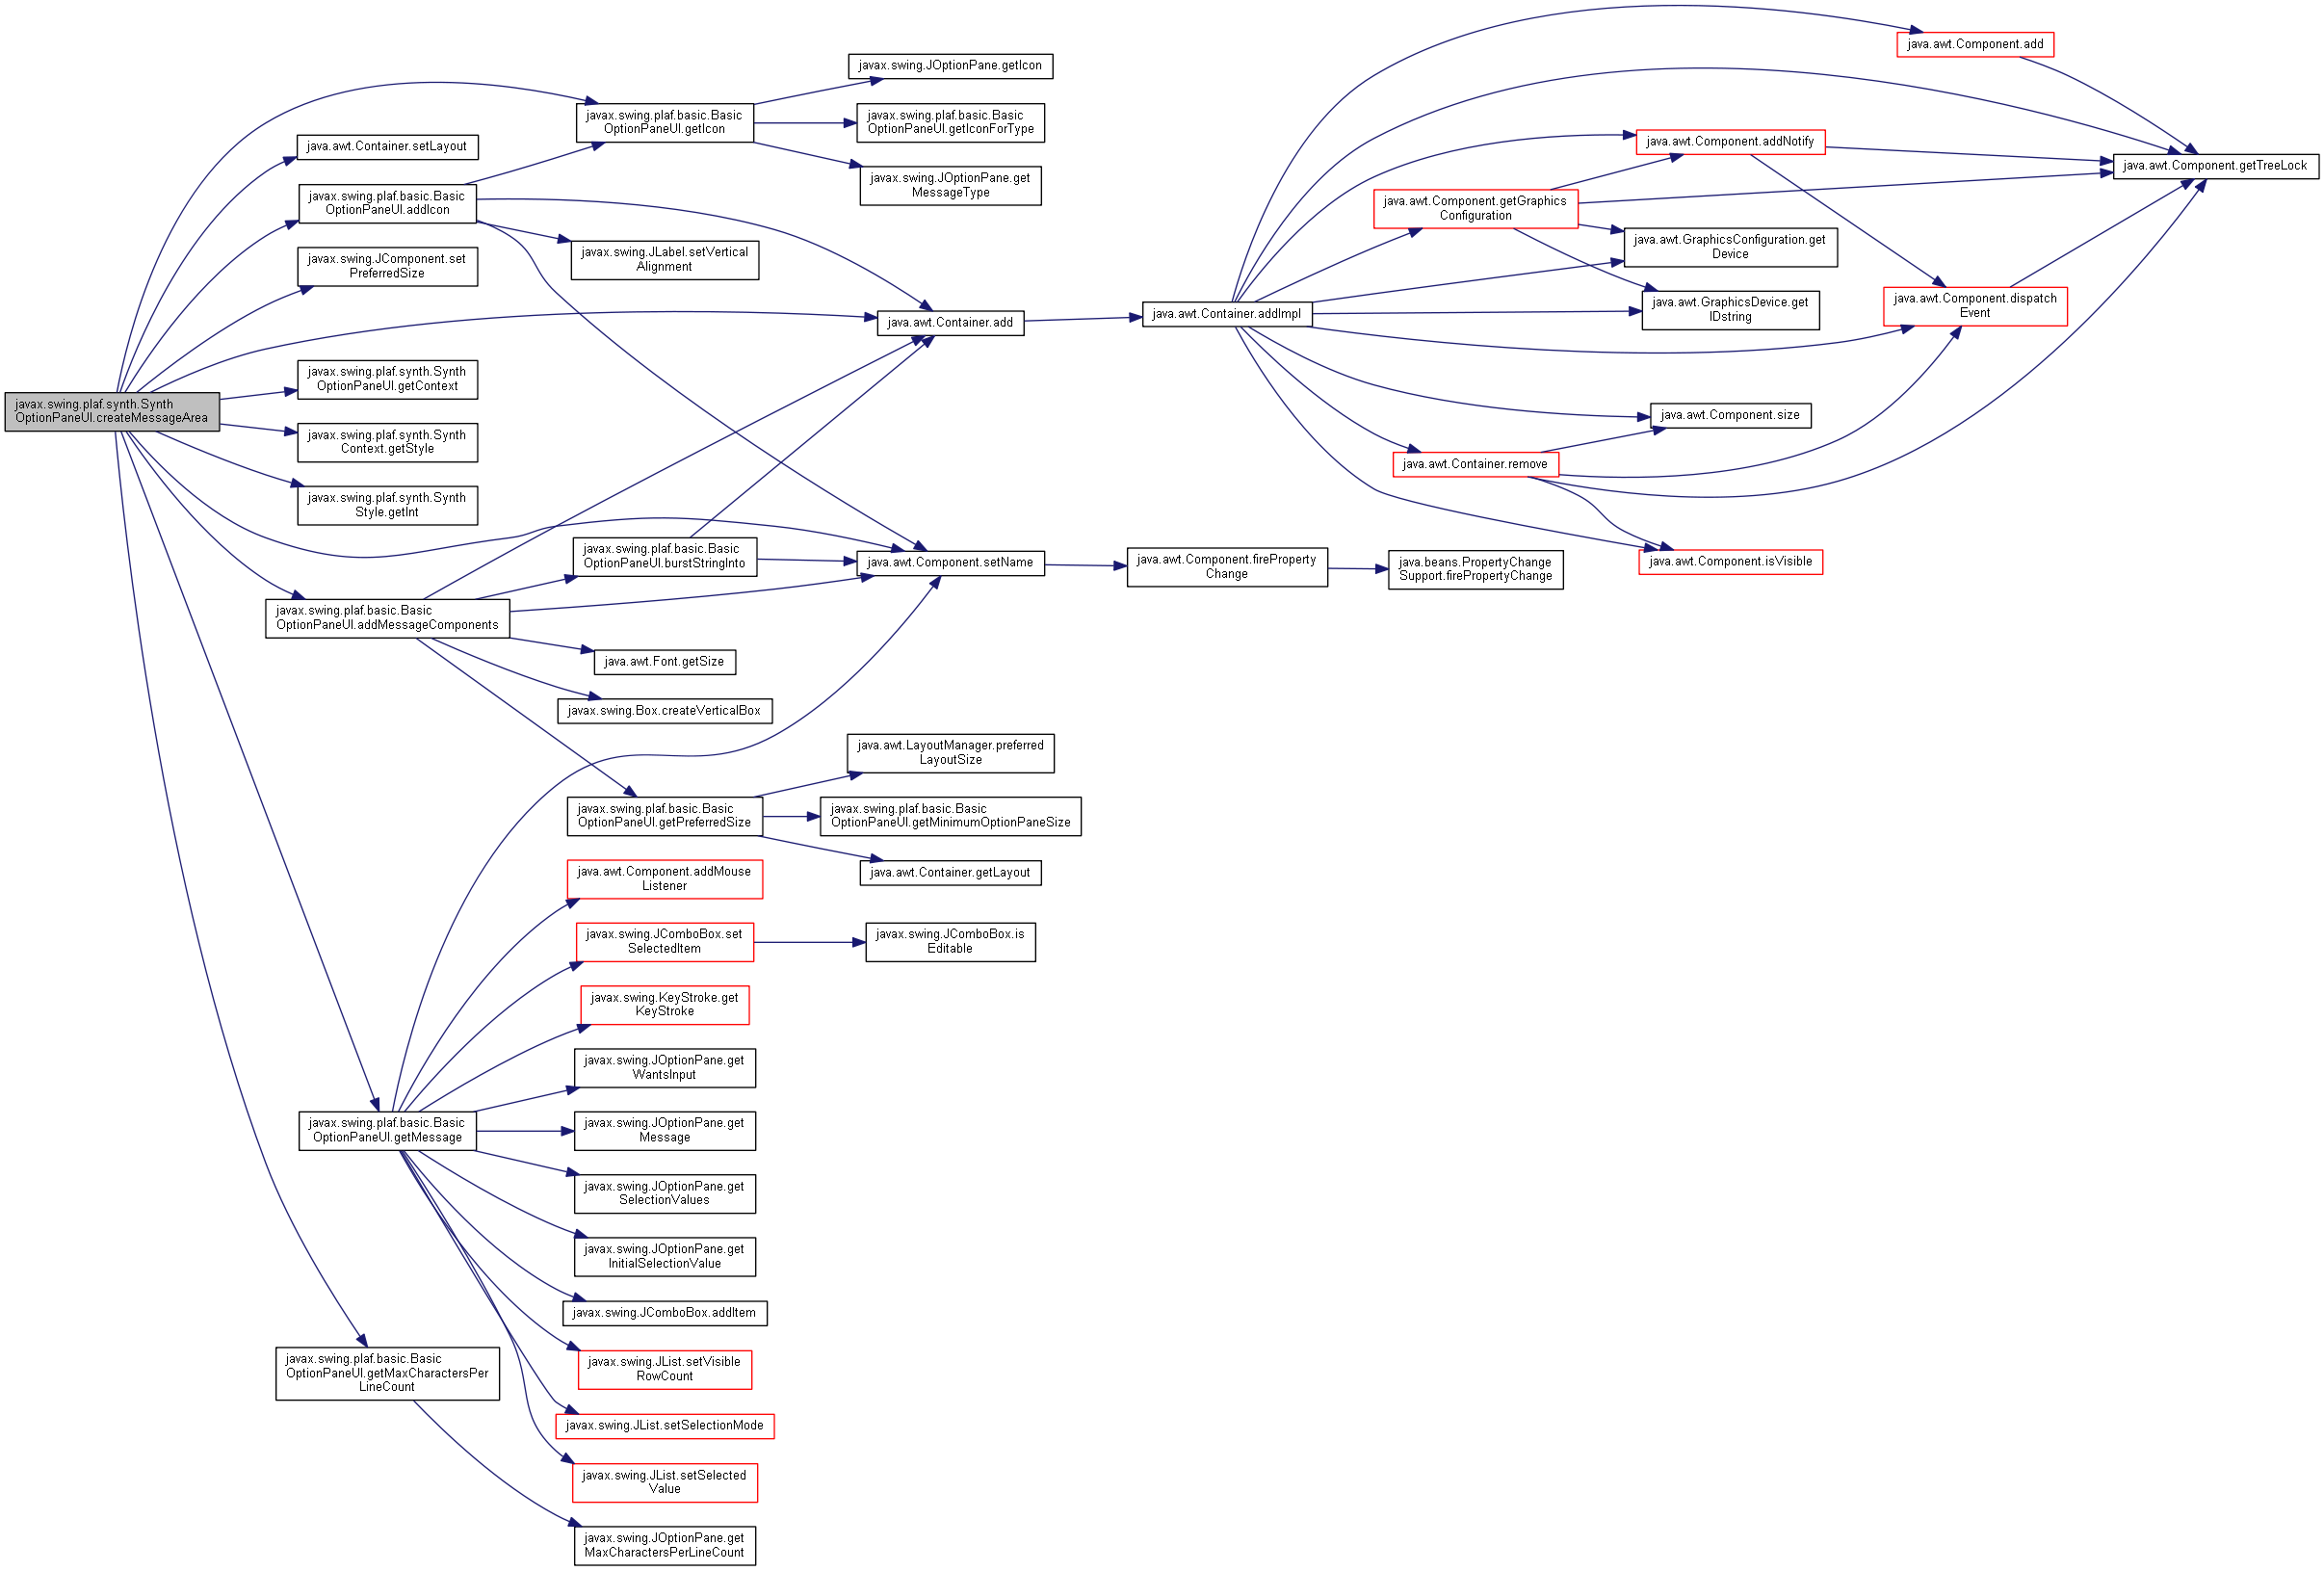 javax.swing.plaf.synth.Synth
OptionPaneUI.createMessageArea
java.awt.Container.setLayout
javax.swing.plaf.basic.Basic
OptionPaneUI.addIcon
javax.swing.JComponent.set
PreferredSize
javax.swing.plaf.synth.Synth
OptionPaneUI.getContext
javax.swing.plaf.synth.Synth
Context.getStyle
javax.swing.plaf.synth.Synth
Style.getInt
javax.swing.plaf.basic.Basic
OptionPaneUI.addMessageComponents
javax.swing.plaf.basic.Basic
OptionPaneUI.getMessage
javax.swing.plaf.basic.Basic
OptionPaneUI.getMaxCharactersPer
LineCount
javax.swing.plaf.basic.Basic
OptionPaneUI.getIcon
javax.swing.JLabel.setVertical
Alignment
javax.swing.plaf.basic.Basic
OptionPaneUI.burstStringInto
java.awt.Font.getSize
javax.swing.Box.createVerticalBox
javax.swing.plaf.basic.Basic
OptionPaneUI.getPreferredSize
java.awt.Component.addMouse
Listener
javax.swing.JComboBox.set
SelectedItem
javax.swing.KeyStroke.get
KeyStroke
javax.swing.JOptionPane.get
WantsInput
javax.swing.JOptionPane.get
Message
javax.swing.JOptionPane.get
SelectionValues
javax.swing.JOptionPane.get
InitialSelectionValue
javax.swing.JComboBox.addItem
javax.swing.JList.setVisible
RowCount
javax.swing.JList.setSelectionMode
javax.swing.JList.setSelected
Value
javax.swing.JOptionPane.get
MaxCharactersPerLineCount
javax.swing.JOptionPane.getIcon
javax.swing.plaf.basic.Basic
OptionPaneUI.getIconForType
javax.swing.JOptionPane.get
MessageType
java.awt.Container.add
java.awt.Component.setName
java.awt.LayoutManager.preferred
LayoutSize
javax.swing.plaf.basic.Basic
OptionPaneUI.getMinimumOptionPaneSize
java.awt.Container.getLayout
javax.swing.JComboBox.is
Editable
java.awt.Container.addImpl
java.awt.Component.fireProperty
Change
java.awt.Component.getGraphics
Configuration
java.awt.Container.remove
java.beans.PropertyChange
Support.firePropertyChange
java.awt.Component.addNotify
java.awt.GraphicsConfiguration.get
Device
java.awt.GraphicsDevice.get
IDstring
java.awt.Component.size
java.awt.Component.isVisible
java.awt.Component.add
java.awt.Component.dispatch
Event
java.awt.Component.getTreeLock